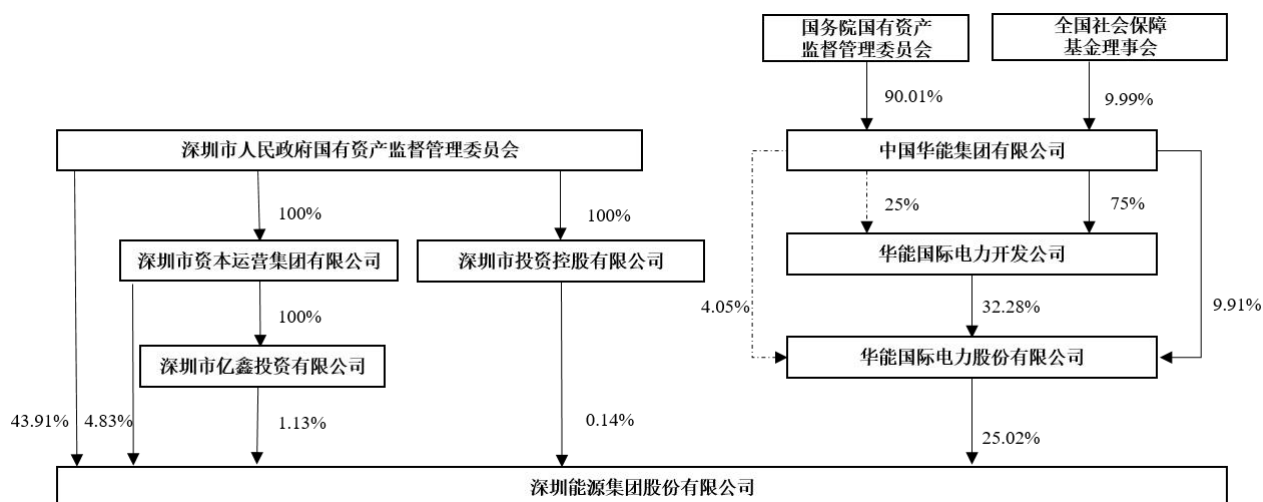 国务院国有资产
监督管理委员会
全国社会保障
基金理事会
90.01%
9.99%
深圳市人民政府国有资产监督管理委员会
中国华能集团有限公司
100%
100%
25%
75%
深圳市资本运营集团有限公司
深圳市投资控股有限公司
华能国际电力开发公司
100%
4.05%
32.28%
9.91%
深圳市亿鑫投资有限公司
华能国际电力股份有限公司
43.91%
4.83%
1.13%
0.14%
25.02%
深圳能源集团股份有限公司